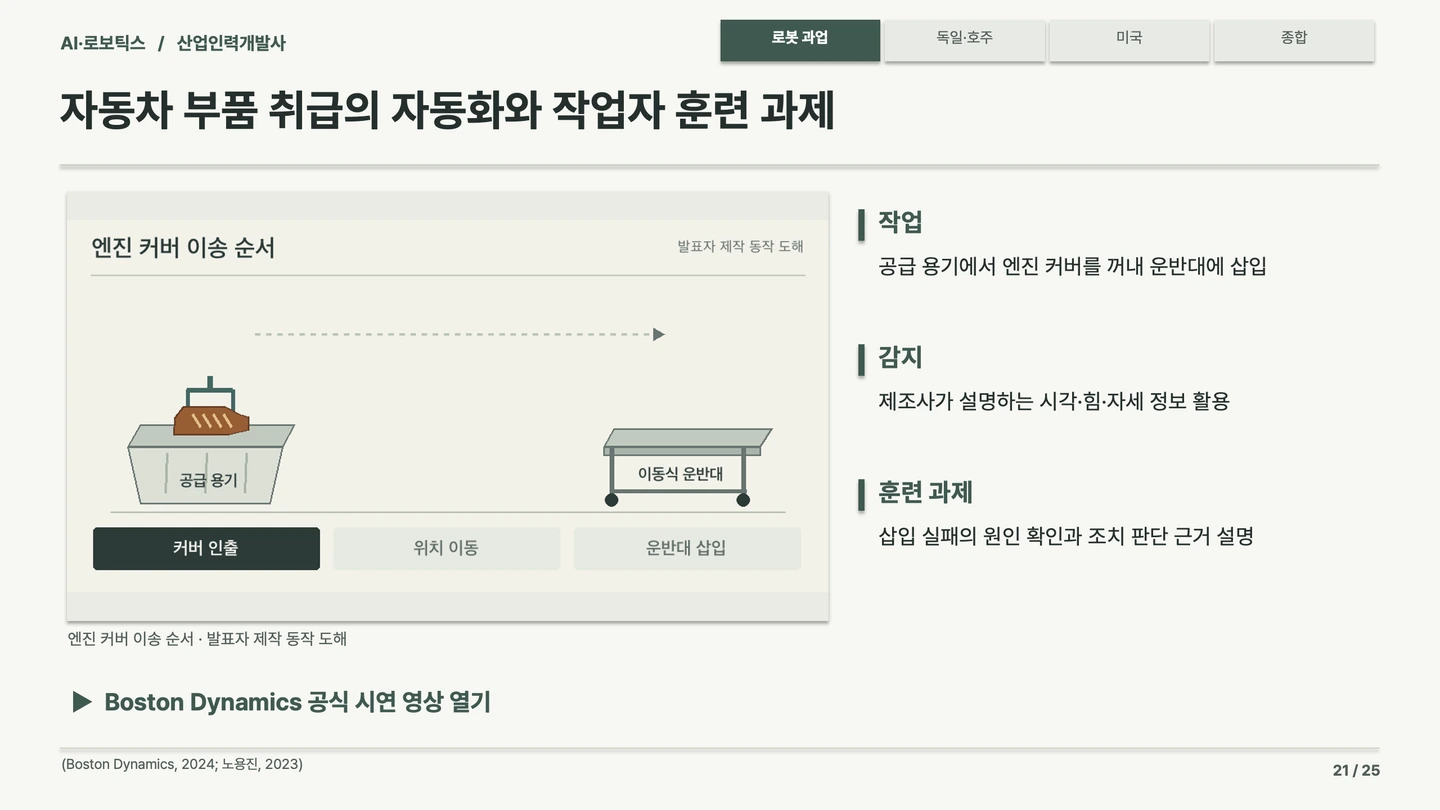 AI·로보틱스 / 산업인력개발사
로봇 과업
독일·호주
미국
종합
자동차 부품 취급의 자동화와 작업자 훈련 과제
엔진 커버 이송 순서
발표자 제작 동작 도해
공급 용기
이동식 운반대
커버 인출
위치 이동
운반대 삽입
엔진 커버 이송 순서 · 발표자 제작 동작 도해
작업
공급 용기에서 엔진 커버를 꺼내 운반대에 삽입
감지
제조사가 설명하는 시각·힘·자세 정보 활용
훈련 과제
삽입 실패의 원인 확인과 조치 판단 근거 설명
▶ Boston Dynamics 공식 시연 영상 열기
(Boston Dynamics, 2024; 노용진, 2023)
21 / 25